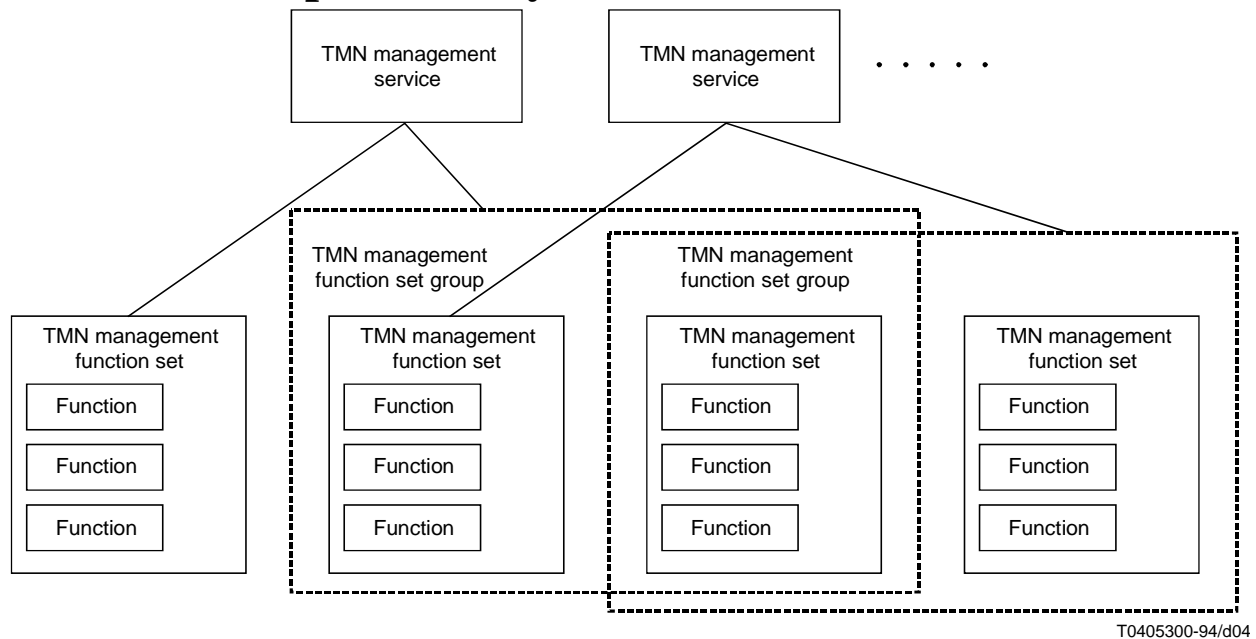 TMN management
service
TMN management
service
. . . . .
TMN management
function set group
TMN management
function set group
TMN management
function set
Function
Function
Function
TMN management
function set
Function
Function
Function
TMN management
function set
Function
Function
Function
TMN management
function set
Function
Function
Function
T0405300-94/d04